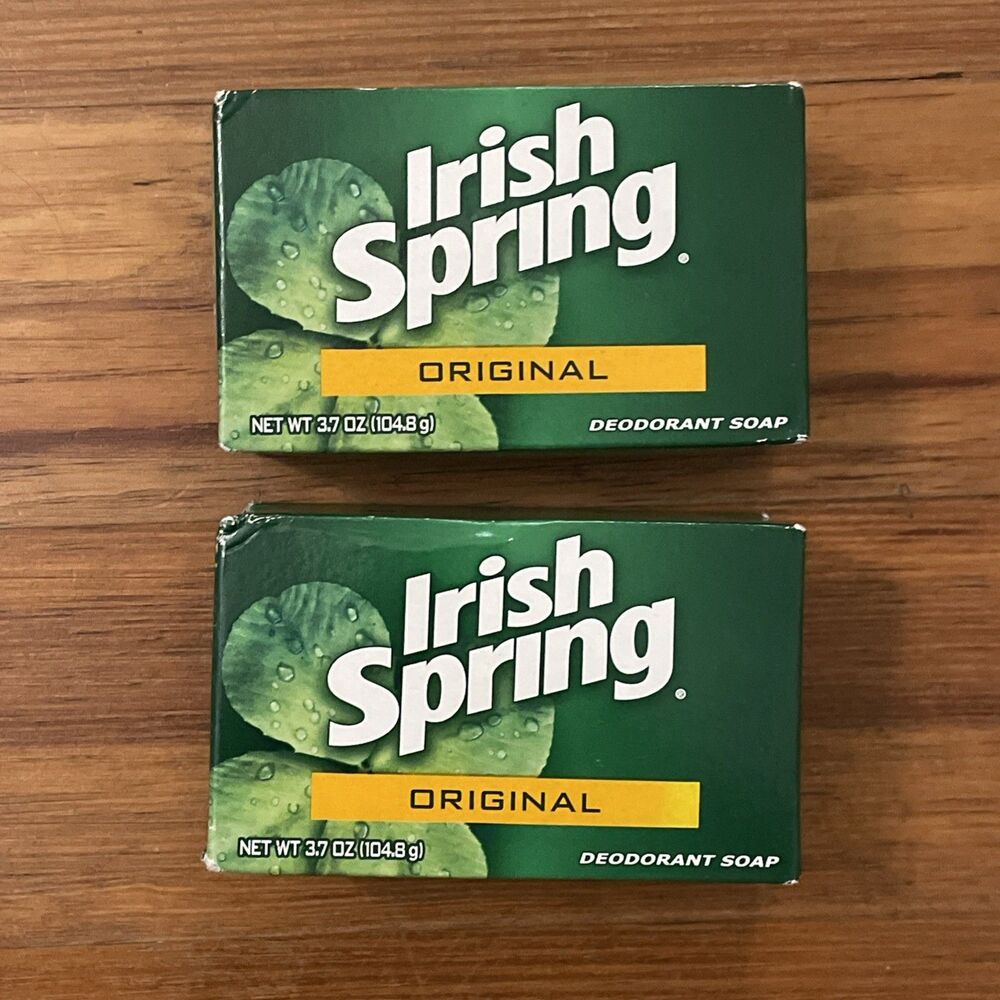 Irish
Spring®
ORIGINAL
NET WT 3.7 OZ (104.8 g)
DEODORANT SOAP
Irish
Spring®
ORIGINAL
NET WT 3.7 OZ (104.8 g)
DEODORANT SOAP